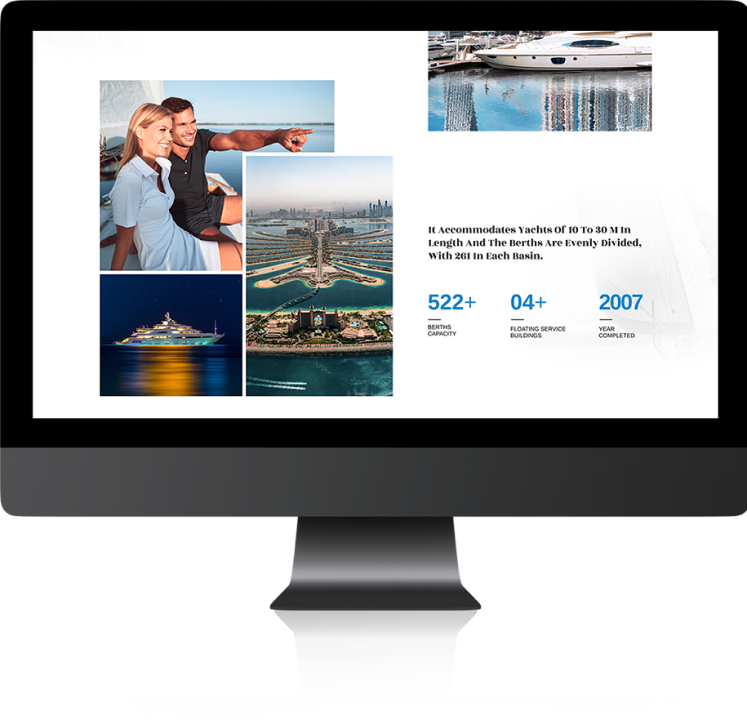 It Accommodates Yachts Of 10 To 30 M In
Length And The Berths Are Evenly Divided,
With 261 In Each Basin.
522+
04+
2007
BERTHS
CAPACITY
FLOATING SERVICE
BUILDINGS
YEAR
COMPLETED